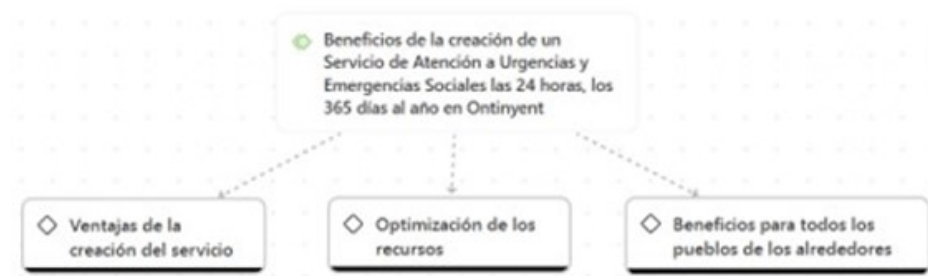 Beneficios de la creación de un
Servicio de Atención a Urgencias y
Emergencias Sociales las 24 horas, los
365 días al año en Ontinyent
Ventajas de la
creación del servicio
Optimización de los
recursos
Beneficios para todos los
pueblos de los alrededores